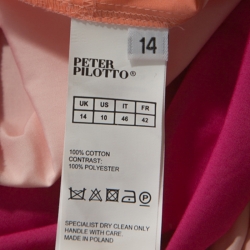 14
PETER
PILOTTO®
UK US IT FR
14 10 46 42
100% COTTON
CONTRAST:
100% POLYESTER
SPECIALIST DRY CLEAN ONLY
HANDLE WITH CARE
MADE IN POLAND